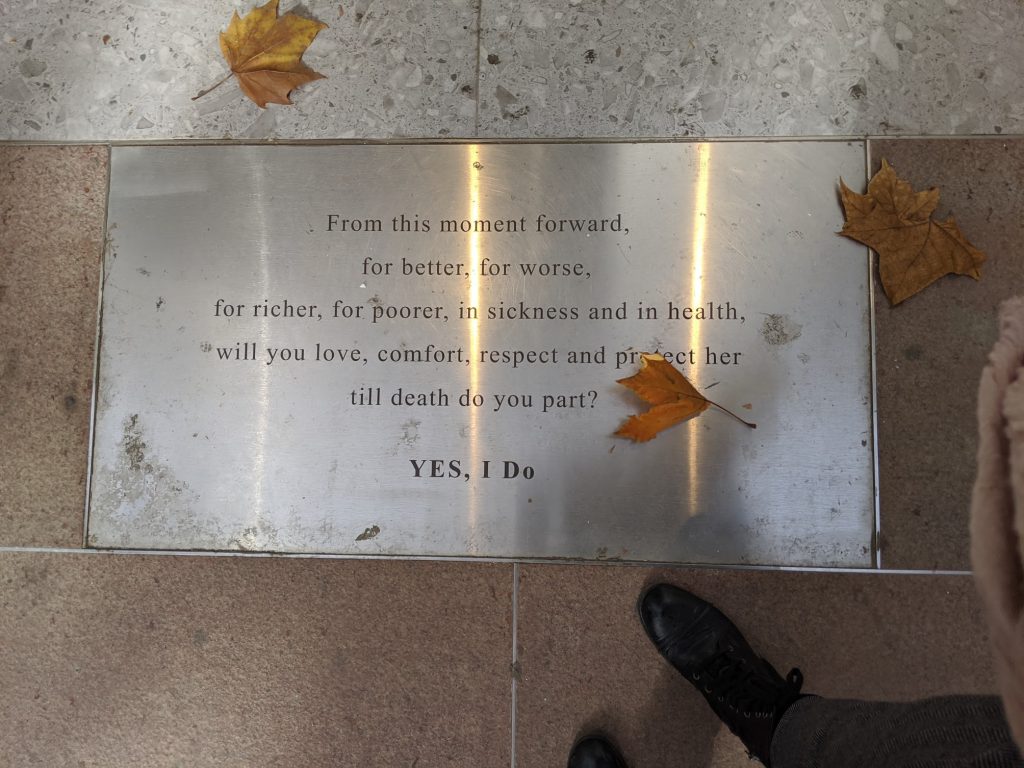 From this moment forward,
for better, for worse,
for richer, for poorer, in sickness and in health,
will you love, comfort, respect and protect her
till death do you part?
YES, I Do